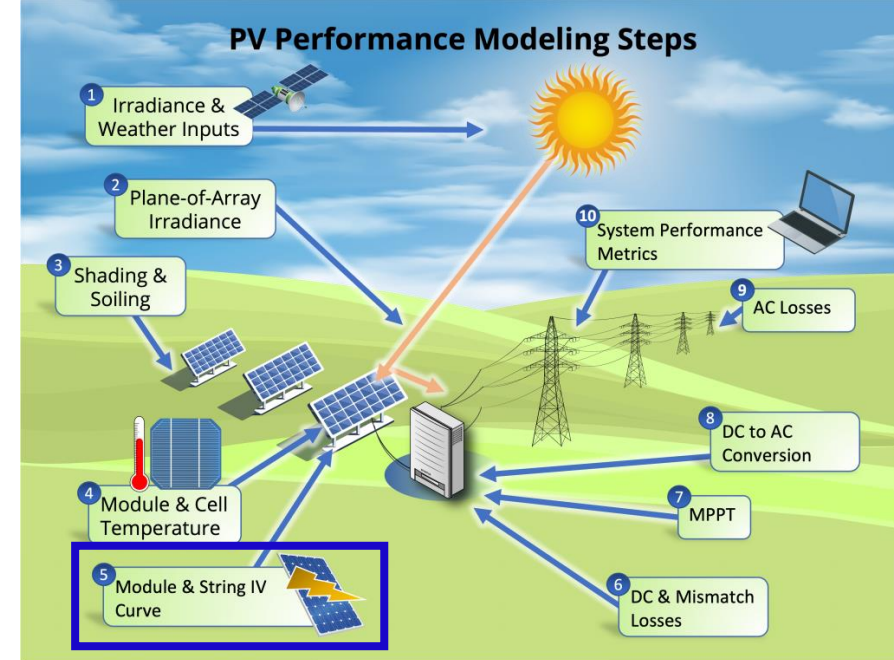 PV Performance Modeling Steps
1
Irradiance &
Weather Inputs
2
Plane-of-Array
Irradiance
3
Shading &
Soiling
4
Module & Cell
Temperature
5
Module & String IV
Curve
6
DC & Mismatch
Losses
7
MPPT
8
DC to AC
Conversion
9
AC Losses
10
System Performance
Metrics